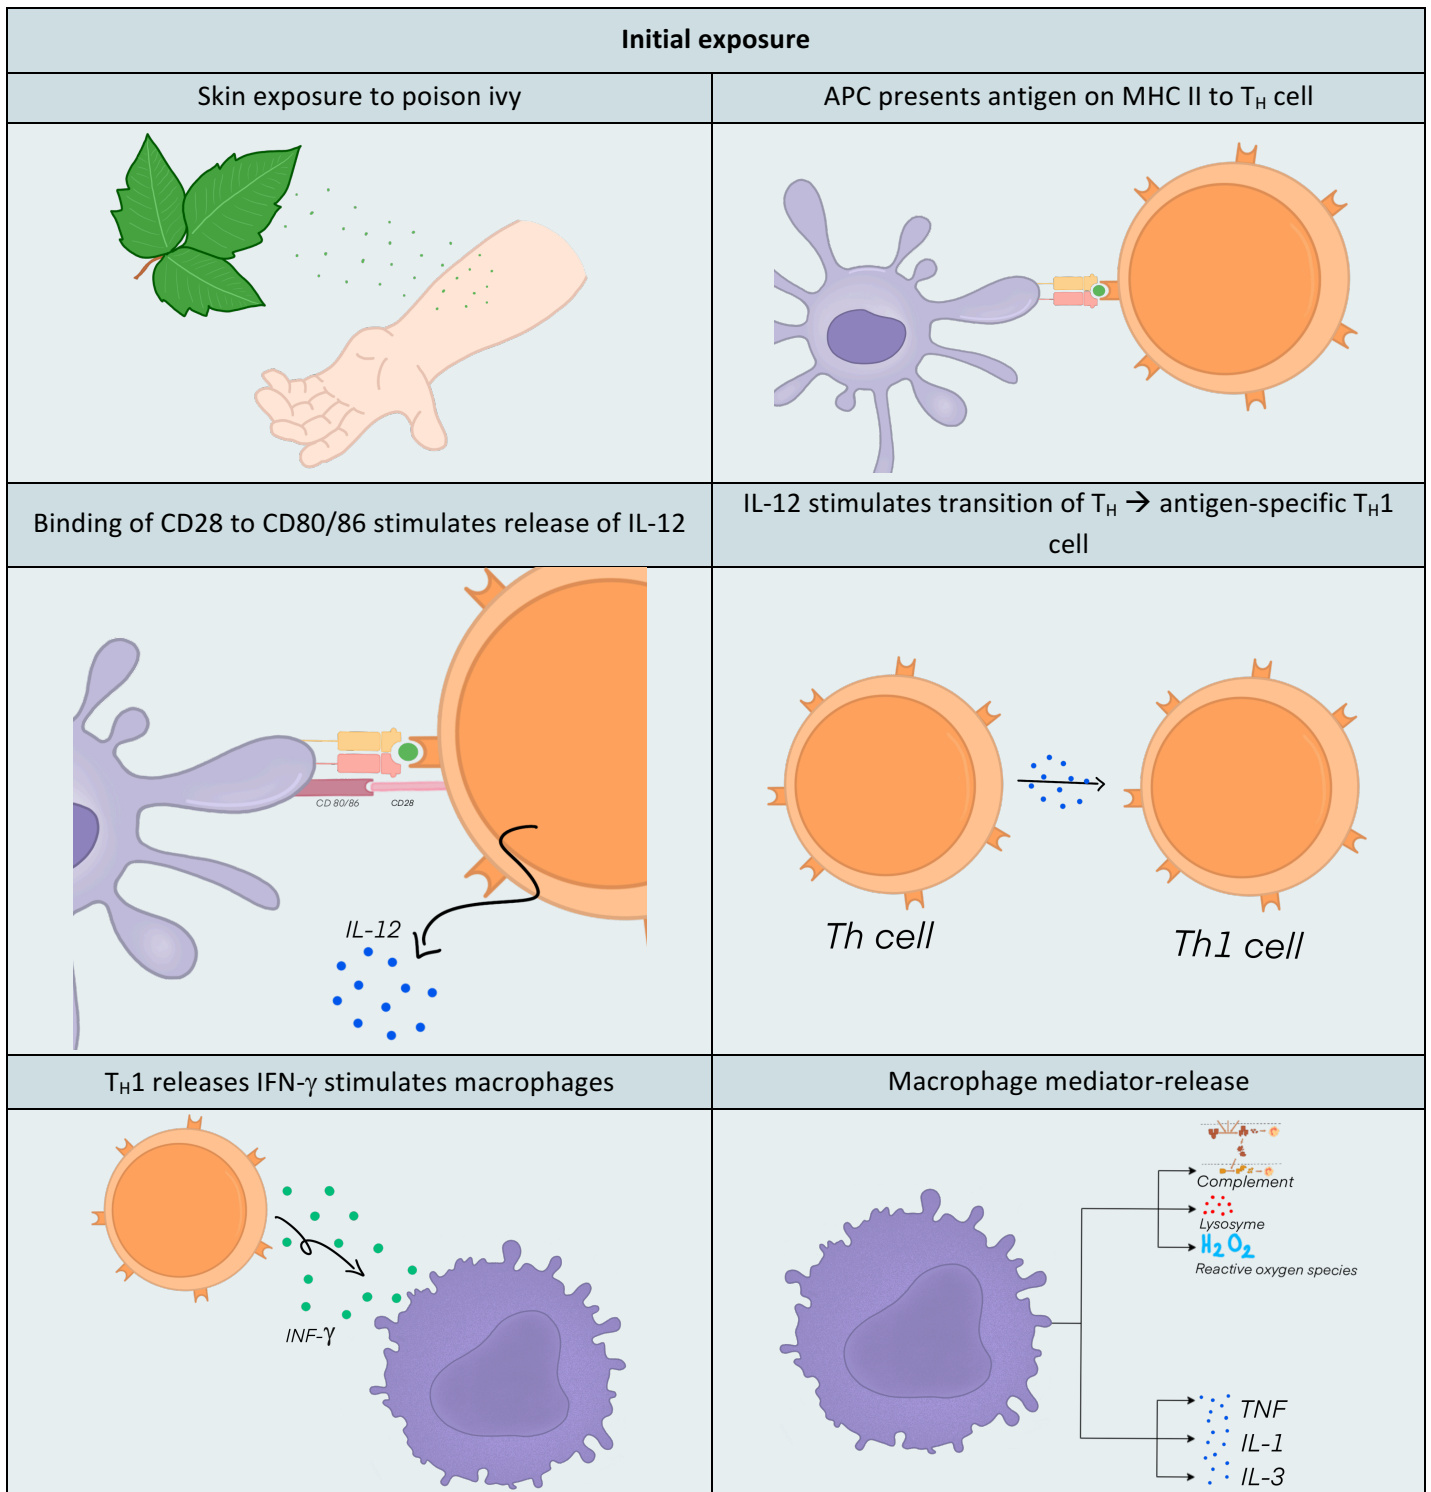 Initial exposure
Skin exposure to poison ivy
APC presents antigen on MHC II to TH cell
Binding of CD28 to CD80/86 stimulates release of IL-12
IL-12 stimulates transition of TH → antigen-specific TH1
cell
CD 80/86
CD28
IL-12
Th cell
Th1 cell
TH1 releases IFN-γ stimulates macrophages
Macrophage mediator-release
INF-γ
Complement
Lysosyme
H2O2
Reactive oxygen species
TNF
IL-1
IL-3